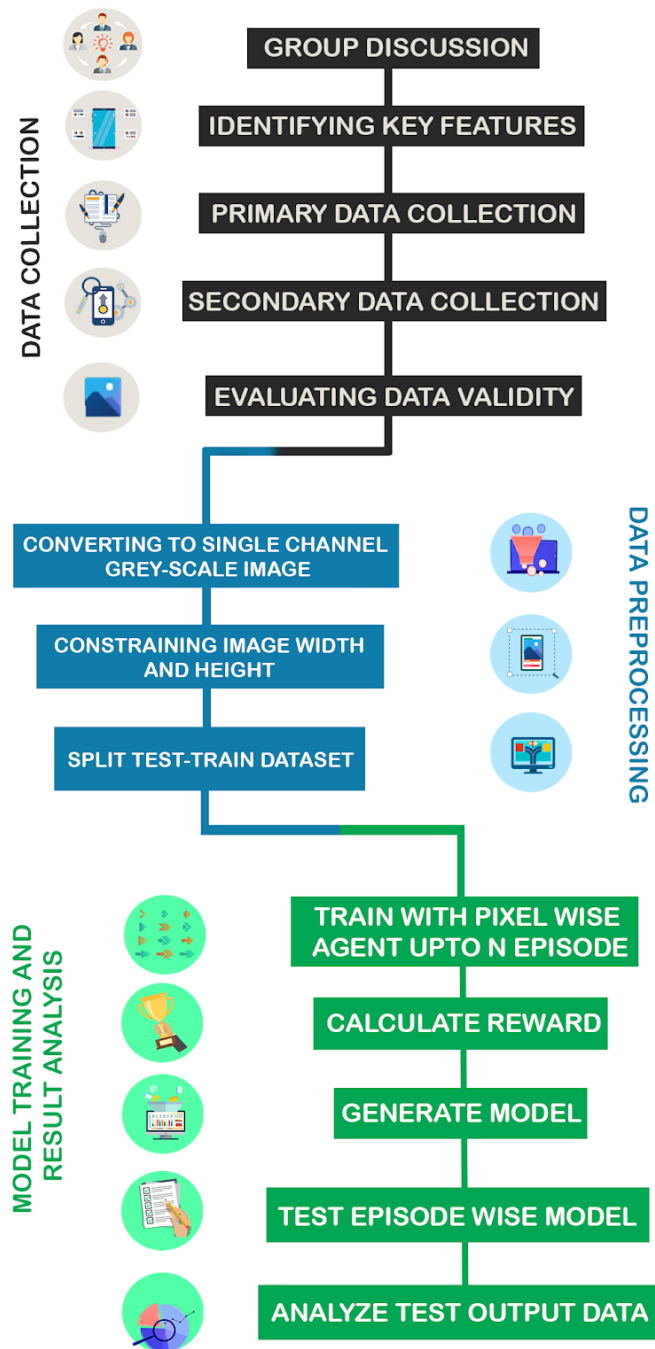 GROUP DISCUSSION
IDENTIFYING KEY FEATURES
PRIMARY DATA COLLECTION
SECONDARY DATA COLLECTION
EVALUATING DATA VALIDITY
DATA COLLECTION
CONVERTING TO SINGLE CHANNEL
GREY-SCALE IMAGE
CONSTRAINING IMAGE WIDTH
AND HEIGHT
SPLIT TEST-TRAIN DATASET
DATA PREPROCESSING
TRAIN WITH PIXEL WISE
AGENT UPTO N EPISODE
CALCULATE REWARD
GENERATE MODEL
TEST EPISODE WISE MODEL
ANALYZE TEST OUTPUT DATA
MODEL TRAINING AND
RESULT ANALYSIS